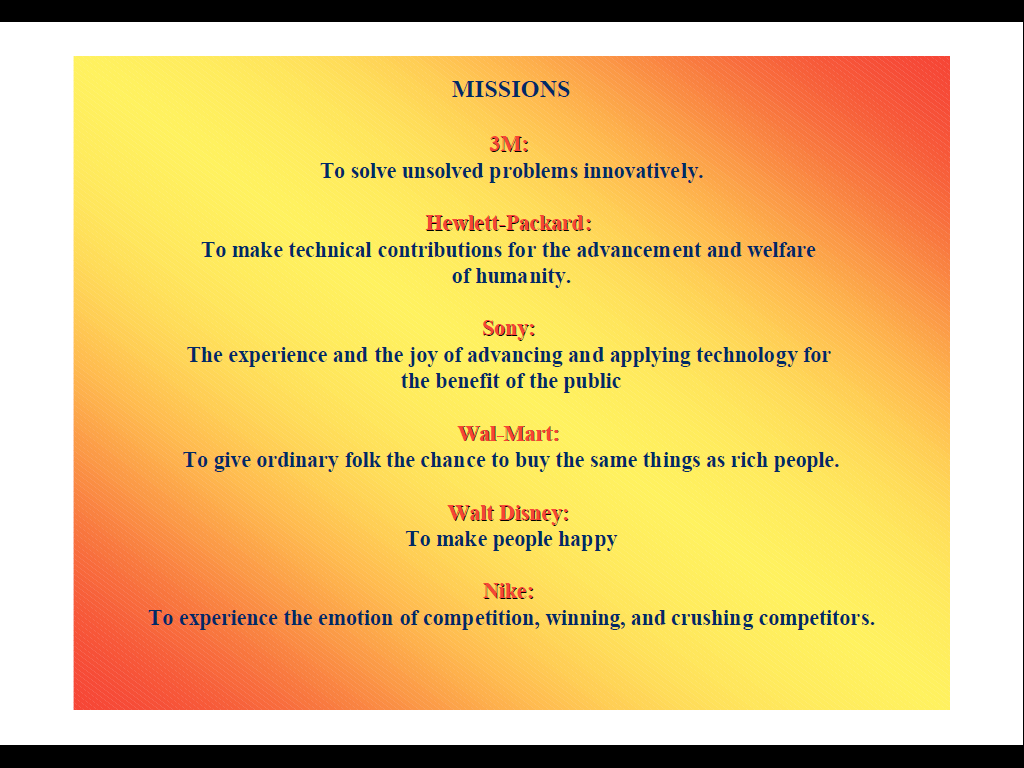 MISSIONS
3M:
To solve unsolved problems innovatively.
Hewlett-Packard:
To make technical contributions for the advancement and welfare
of humanity.
Sony:
The experience and the joy of advancing and applying technology for
the benefit of the public
Wal-Mart:
To give ordinary folk the chance to buy the same things as rich people.
Walt Disney:
To make people happy
Nike:
To experience the emotion of competition, winning, and crushing competitors.